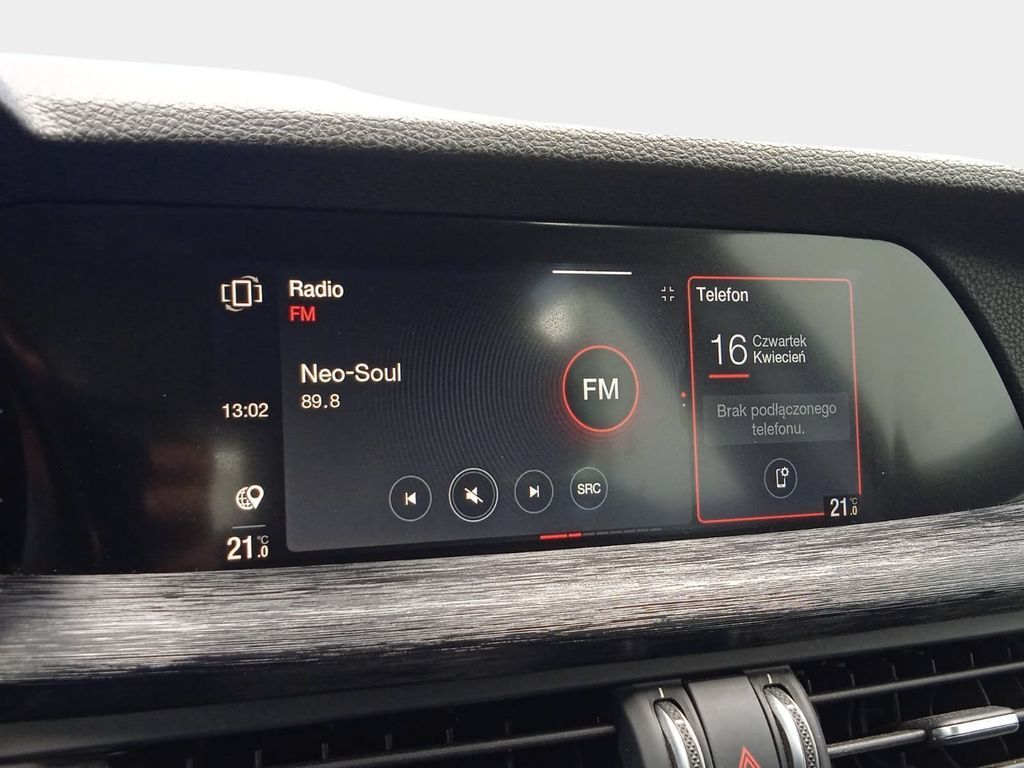 Radio
FM
Neo-Soul
89.8
FM
SRC
13:02
21.0 °C
Telefon
16 Czwartek
Kwiecień
Brak podłączonego
telefonu.
21.0 °C